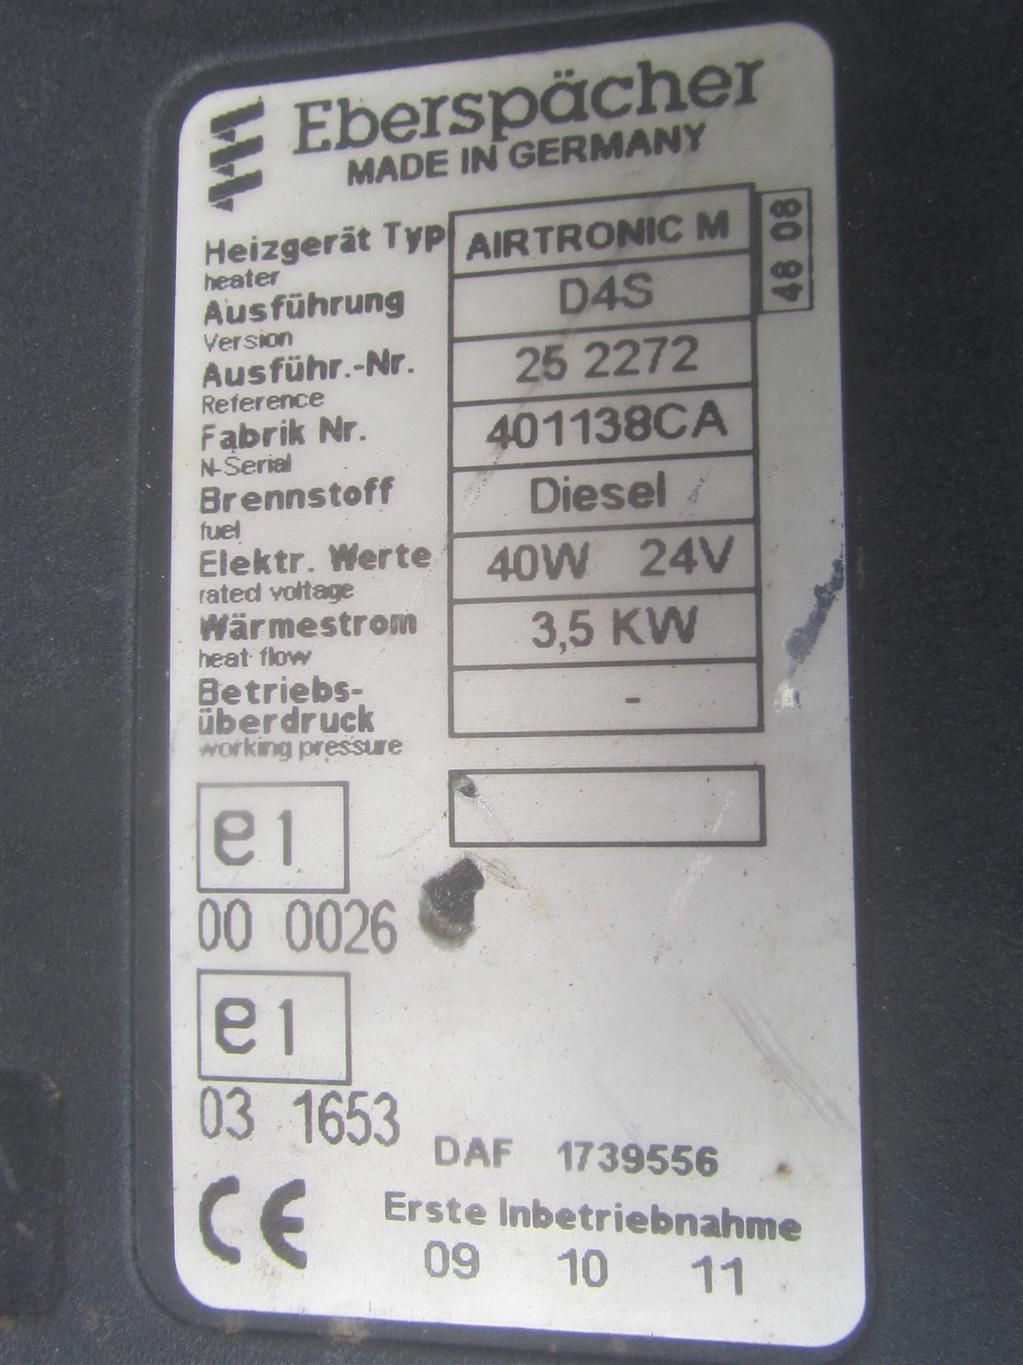 Eberspächer
MADE IN GERMANY
Heizgerät Typ AIRTRONIC M
heater
48 08
Ausführung D4S
Version
Ausführ.-Nr. 25 2272
Reference
Fabrik Nr. 401138CA
N-Serial
Brennstoff Diesel
fuel
Elektr. Werte 40W 24V
rated voltage
Wärmestrom 3,5 KW
heat flow
Betriebs-
überdruck -
working pressure
e1
00 0026
e1
03 1653
DAF 1739556
CE
Erste Inbetriebnahme
09 10 11